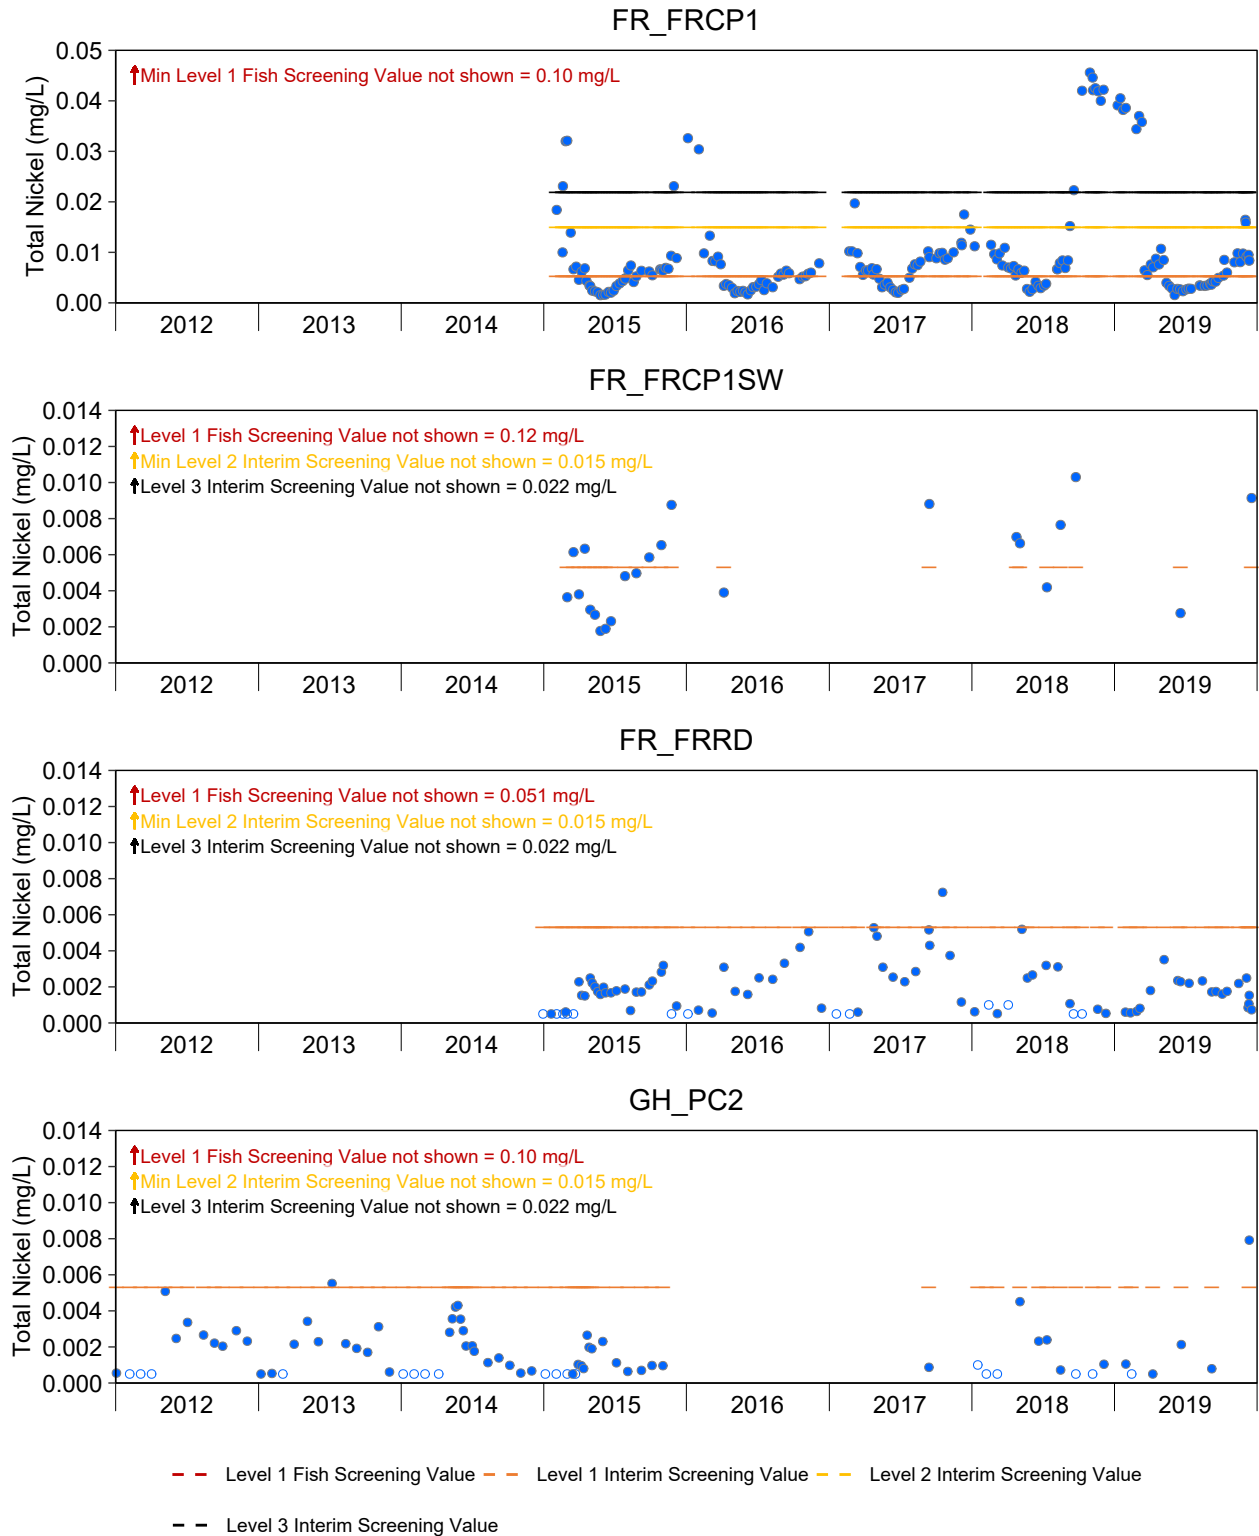 FR_FRCP1
Total Nickel (mg/L)
0.05
Min Level 1 Fish Screening Value not shown = 0.10 mg/L
0.04
0.03
0.02
0.01
0.00
2012 2013 2014 2015 2016 2017 2018 2019
FR_FRCP1SW
Total Nickel (mg/L)
0.014
Level 1 Fish Screening Value not shown = 0.12 mg/L
0.012
Min Level 2 Interim Screening Value not shown = 0.015 mg/L
0.010
Level 3 Interim Screening Value not shown = 0.022 mg/L
0.008
0.006
0.004
0.002
0.000
2012 2013 2014 2015 2016 2017 2018 2019
FR_FRRD
Total Nickel (mg/L)
0.014
Level 1 Fish Screening Value not shown = 0.051 mg/L
0.012
Min Level 2 Interim Screening Value not shown = 0.015 mg/L
0.010
Level 3 Interim Screening Value not shown = 0.022 mg/L
0.008
0.006
0.004
0.002
0.000
2012 2013 2014 2015 2016 2017 2018 2019
GH_PC2
Total Nickel (mg/L)
0.014
Level 1 Fish Screening Value not shown = 0.10 mg/L
0.012
Min Level 2 Interim Screening Value not shown = 0.015 mg/L
0.010
Level 3 Interim Screening Value not shown = 0.022 mg/L
0.008
0.006
0.004
0.002
0.000
2012 2013 2014 2015 2016 2017 2018 2019
Level 1 Fish Screening Value Level 1 Interim Screening Value Level 2 Interim Screening Value
Level 3 Interim Screening Value